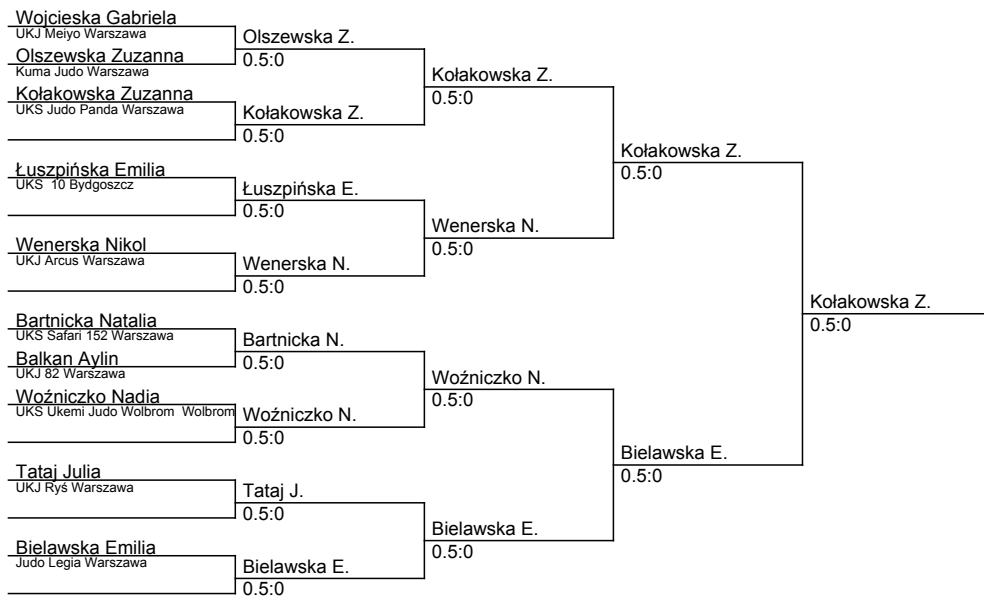 Wojcieska Gabriela
UKJ Meiyo Warszawa
Olszewska Zuzanna
Kuma Judo Warszawa
Kołakowska Zuzanna
UKS Judo Panda Warszawa
Łuszpińska Emilia
UKS  10 Bydgoszcz
Wenerska Nikol
UKJ Arcus Warszawa
Bartnicka Natalia
UKS Safari 152 Warszawa
Balkan Aylin
UKJ 82 Warszawa
Woźniczko Nadia
UKS Ukemi Judo Wolbrom  Wolbrom
Tataj Julia
UKJ Ryś Warszawa
Bielawska Emilia
Judo Legia Warszawa
Olszewska Z.
0.5:0
Kołakowska Z.
0.5:0
Łuszpińska E.
0.5:0
Wenerska N.
0.5:0
Bartnicka N.
0.5:0
Woźniczko N.
0.5:0
Tataj J.
0.5:0
Bielawska E.
0.5:0
Kołakowska Z.
0.5:0
Wenerska N.
0.5:0
Woźniczko N.
0.5:0
Bielawska E.
0.5:0
Kołakowska Z.
0.5:0
Bielawska E.
0.5:0
Kołakowska Z.
0.5:0